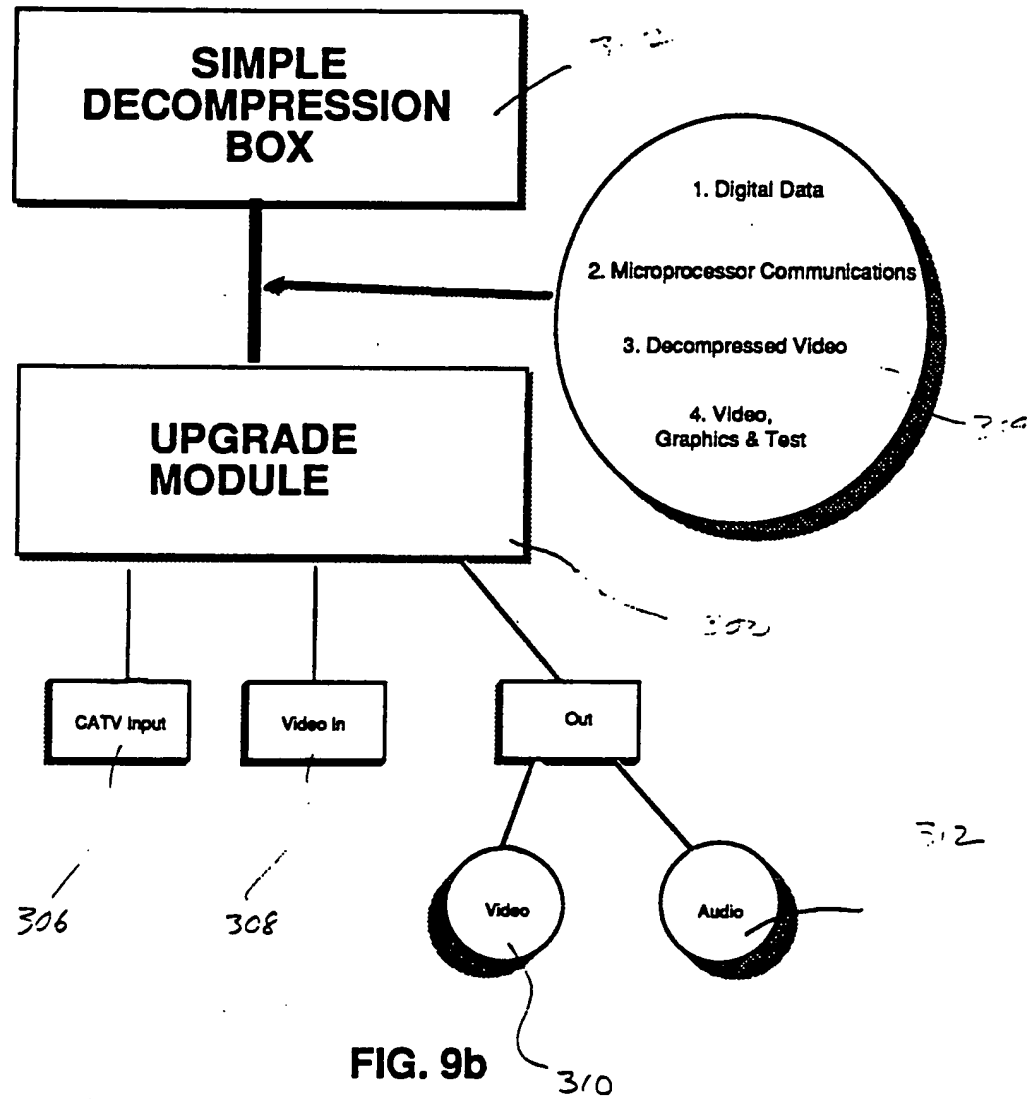 SIMPLE
DECOMPRESSION
BOX
1. Digital Data
2. Microprocessor Communications
3. Decompressed Video
4. Video,
Graphics & Test
UPGRADE
MODULE
CATV Input
Video In
Out
312
306
308
Video
Audio
FIG. 9b
310